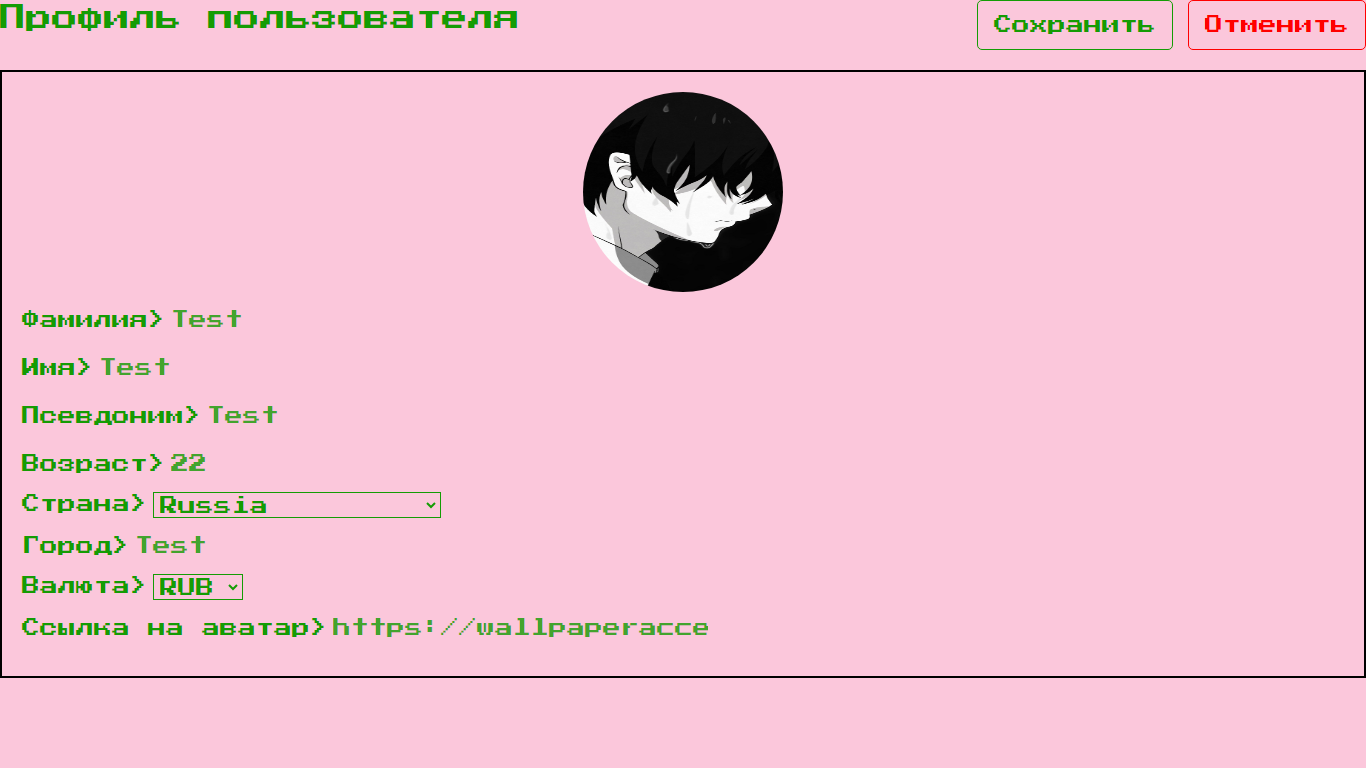 Профиль пользователя
Сохранить
Отменить
Фамилия> Test
Имя> Test
Псевдоним> Test
Возраст> 22
Страна> Russia
Город> Test
Валюта> RUB
Ссылка на аватар> https://wallpaperacce